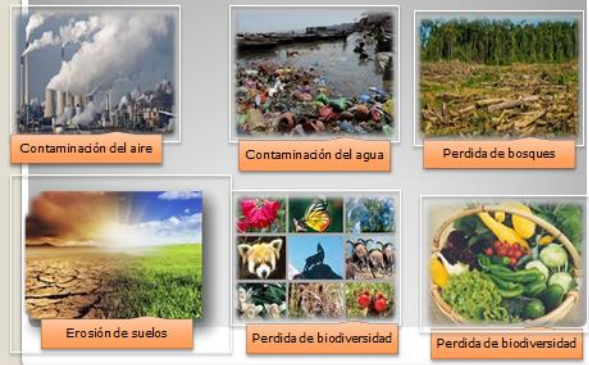 Contaminación del aire
Contaminación del agua
Perdida de bosques
Erosión de suelos
Perdida de biodiversidad
Perdida de biodiversidad